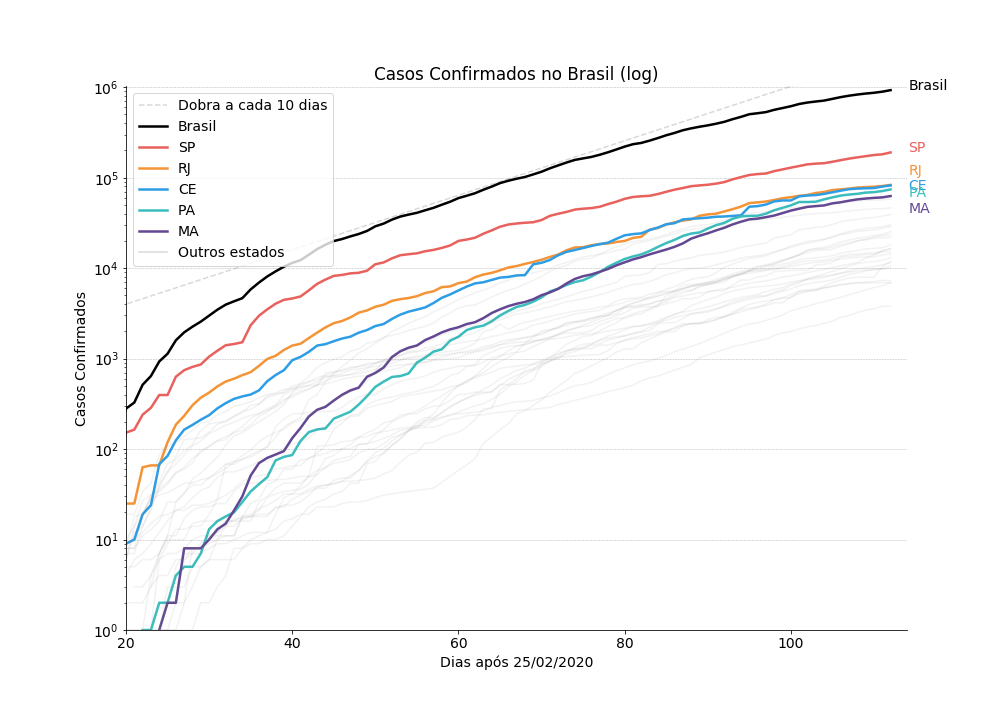 Casos Confirmados no Brasil (log)
Dobra a cada 10 dias
Brasil
SP
RJ
CE
PA
MA
Outros estados
Brasil
SP
RJ
CE
PA
MA
10^6
10^5
10^4
10^3
10^2
10^1
10^0
Casos Confirmados
20 40 60 80 100
Dias após 25/02/2020